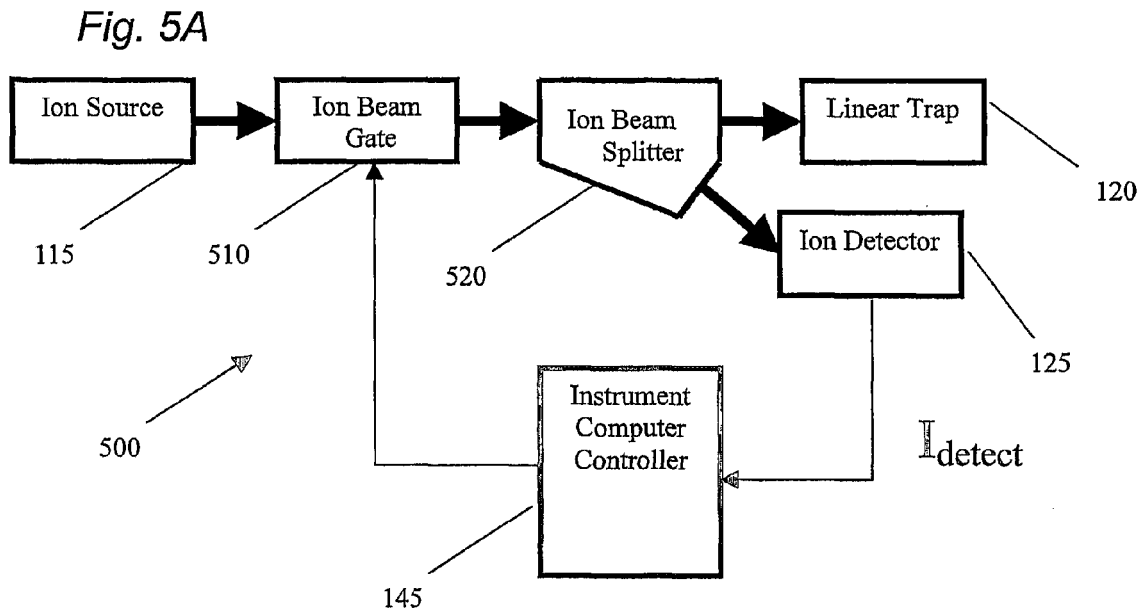 Fig. 5A
Ion Source
Ion Beam
Gate
Ion Beam
Splitter
Linear Trap
120
Ion Detector
115
510
520
125
500
Instrument
Computer
Controller
Idetect
145